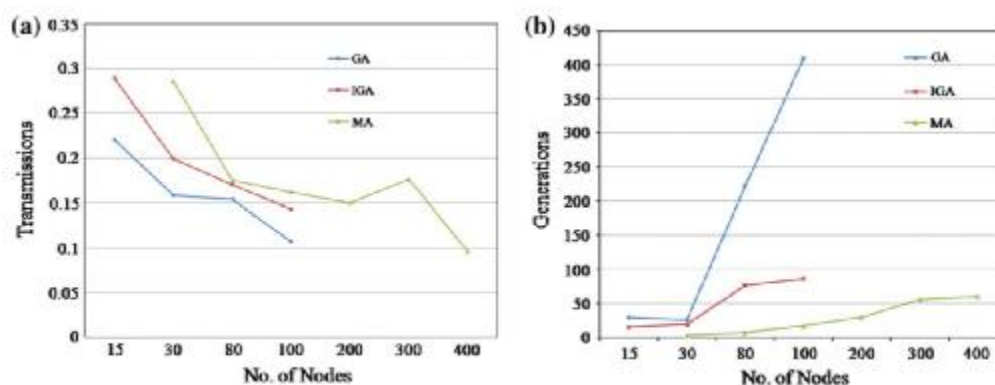 (a)
0.35
0.3
0.25
0.2
0.15
0.1
0.05
0
Transmissions
GA
IGA
MA
15 30 80 100 200 300 400
No. of Nodes
(b)
450
400
350
300
250
200
150
100
50
0
Generations
GA
IGA
MA
15 30 80 100 200 300 400
No. of Nodes